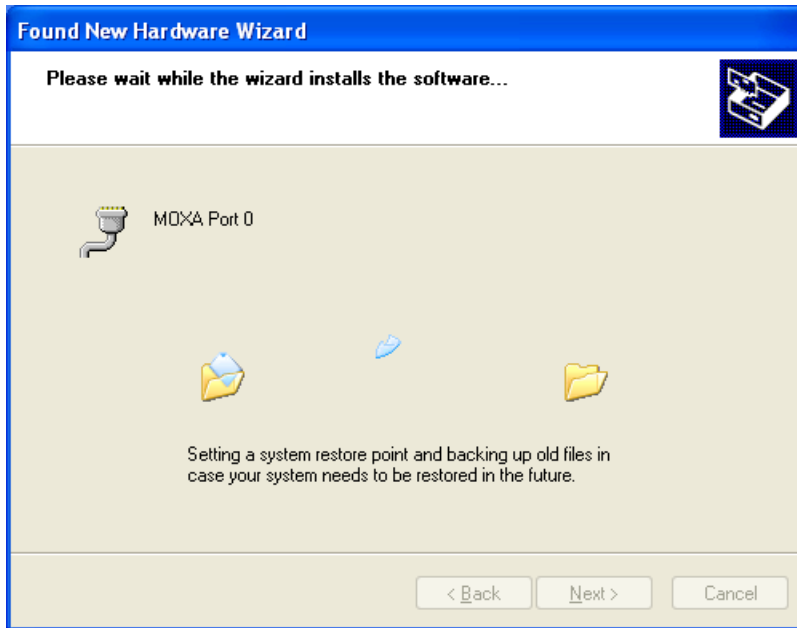 Found New Hardware Wizard
Please wait while the wizard installs the software...
MOXA Port 0
Setting a system restore point and backing up old files in
case your system needs to be restored in the future.
< Back
Next >
Cancel